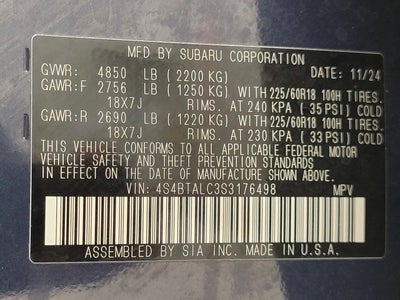 MFD BY SUBARU CORPORATION
GVWR: 4850 LB (2200 KG) DATE: 11/24
GAWR:F 2756 LB (1250 KG) WITH 225/60R18 100H TIRES.
18X7J RIMS. AT 240 KPA (35 PSI) COLD
GAWR:R 2690 LB (1220 KG) WITH 225/60R18 100H TIRES.
18X7J RIMS. AT 230 KPA (33 PSI) COLD
THIS VEHICLE CONFORMS TO ALL APPLICABLE FEDERAL MOTOR
VEHICLE SAFETY AND THEFT PREVENTION STANDARDS
IN EFFECT ON THE DATE OF MANUFACTURE SHOWN ABOVE.
VIN: 4S4BTALC3S3176498 MPV
ASSEMBLED BY SIA INC. MADE IN U.S.A.